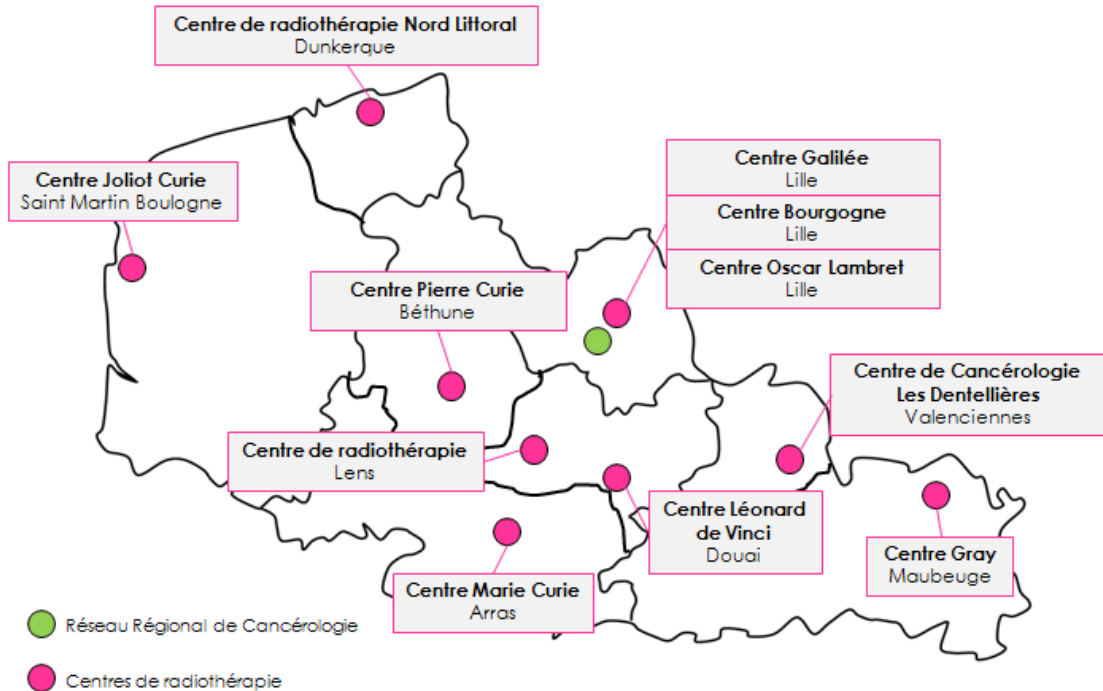 Centre de radiothérapie Nord Littoral
Dunkerque
Centre Joliot Curie
Saint Martin Boulogne
Centre Galilée
Lille
Centre Bourgogne
Lille
Centre Oscar Lambret
Lille
Centre Pierre Curie
Béthune
Centre de Cancérologie
Les Dentellières
Valenciennes
Centre de radiothérapie
Lens
Centre Léonard
de Vinci
Douai
Centre Gray
Maubeuge
Centre Marie Curie
Arras
Réseau Régional de Cancérologie
Centres de radiothérapie